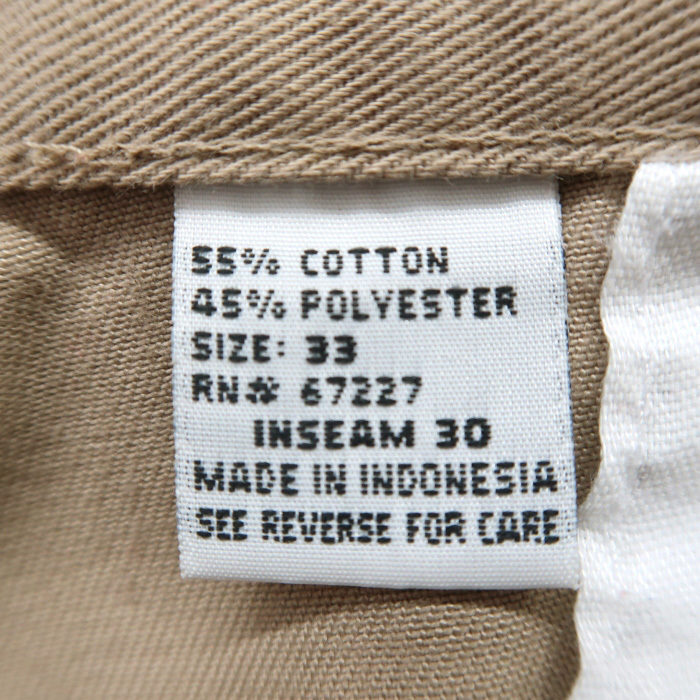 55% COTTON
45% POLYESTER
SIZE: 33
RN# 67227
INSEAM 30
MADE IN INDONESIA
SEE REVERSE FOR CARE